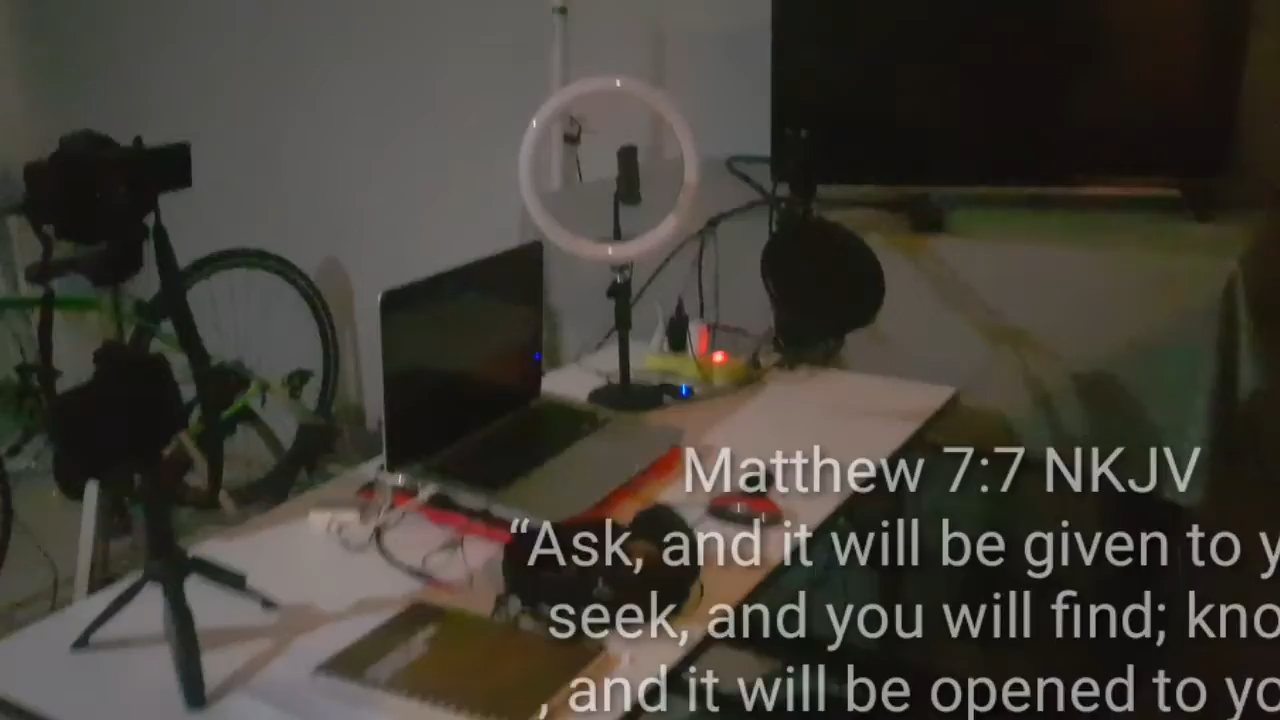 Matthew 7:7 NKJV
“Ask, and it will be given to y
seek, and you will find; kno
, and it will be opened to yo